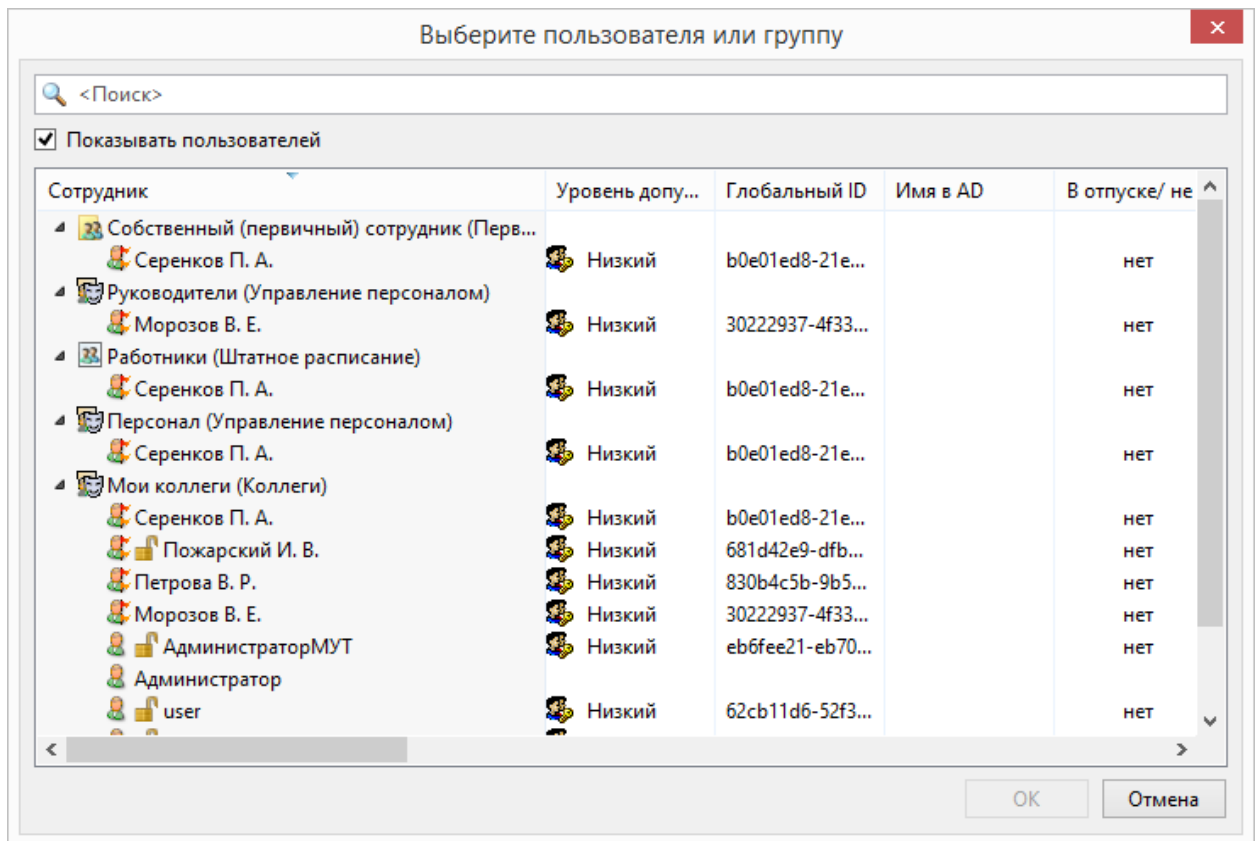 Выберите пользователя или группу
<Поиск>
Показывать пользователей
Сотрудник Уровень допу... Глобальный ID Имя в AD В отпуске/ не
Собственный (первичный) сотрудник (Перв...
Серенков П. А. Низкий b0e01ed8-21e... нет
Руководители (Управление персоналом)
Морозов В. Е. Низкий 30222937-4f33... нет
Работники (Штатное расписание)
Серенков П. А. Низкий b0e01ed8-21e... нет
Персонал (Управление персоналом)
Серенков П. А. Низкий b0e01ed8-21e... нет
Мои коллеги (Коллеги)
Серенков П. А. Низкий b0e01ed8-21e... нет
Пожарский И. В. Низкий 681d42e9-dfb... нет
Петрова В. Р. Низкий 830b4c5b-9b5... нет
Морозов В. Е. Низкий 30222937-4f33... нет
АдминистраторМУТ Низкий eb6fee21-eb70... нет
Администратор
user Низкий 62cb11d6-52f3... нет
OK Отмена